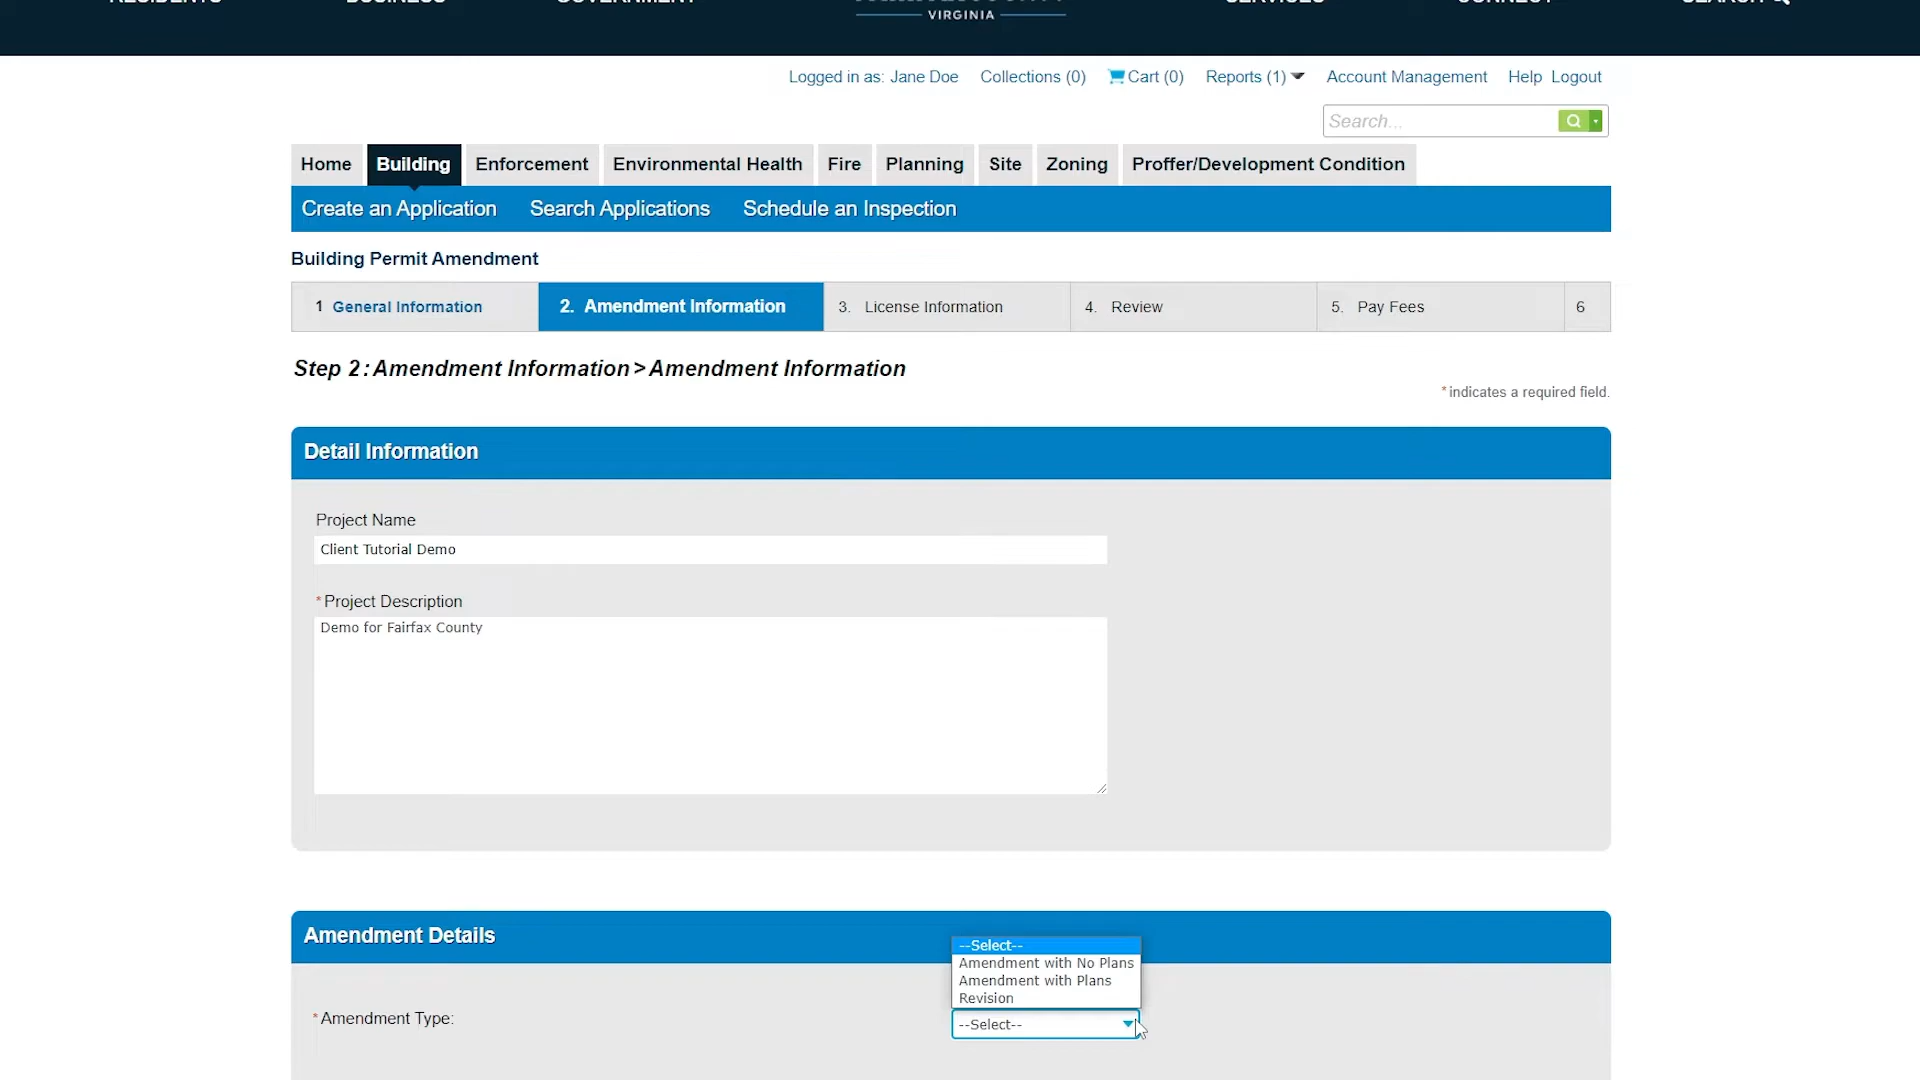 VIRGINIA
Logged in as: Jane Doe Collections (0) Cart (0) Reports (1) Account Management Help Logout
Search...
Home Building Enforcement Environmental Health Fire Planning Site Zoning Proffer/Development Condition
Create an Application Search Applications Schedule an Inspection
Building Permit Amendment
1 General Information 2. Amendment Information 3. License Information 4. Review 5. Pay Fees 6
Step 2: Amendment Information > Amendment Information
* indicates a required field.
Detail Information
Project Name
Client Tutorial Demo
* Project Description
Demo for Fairfax County
Amendment Details
--Select--
Amendment with No Plans
Amendment with Plans
Revision
* Amendment Type:
--Select--